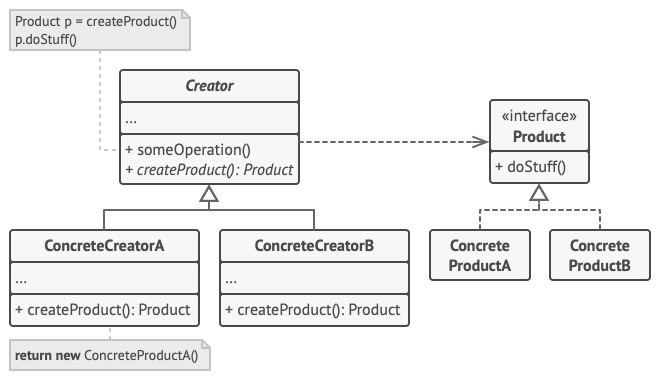 Product p = createProduct()
p.doStuff()
Creator
...
+ someOperation()
+ createProduct(): Product
«interface»
Product
+ doStuff()
ConcreteCreatorA
...
+ createProduct(): Product
ConcreteCreatorB
...
+ createProduct(): Product
Concrete
ProductA
Concrete
ProductB
return new ConcreteProductA()